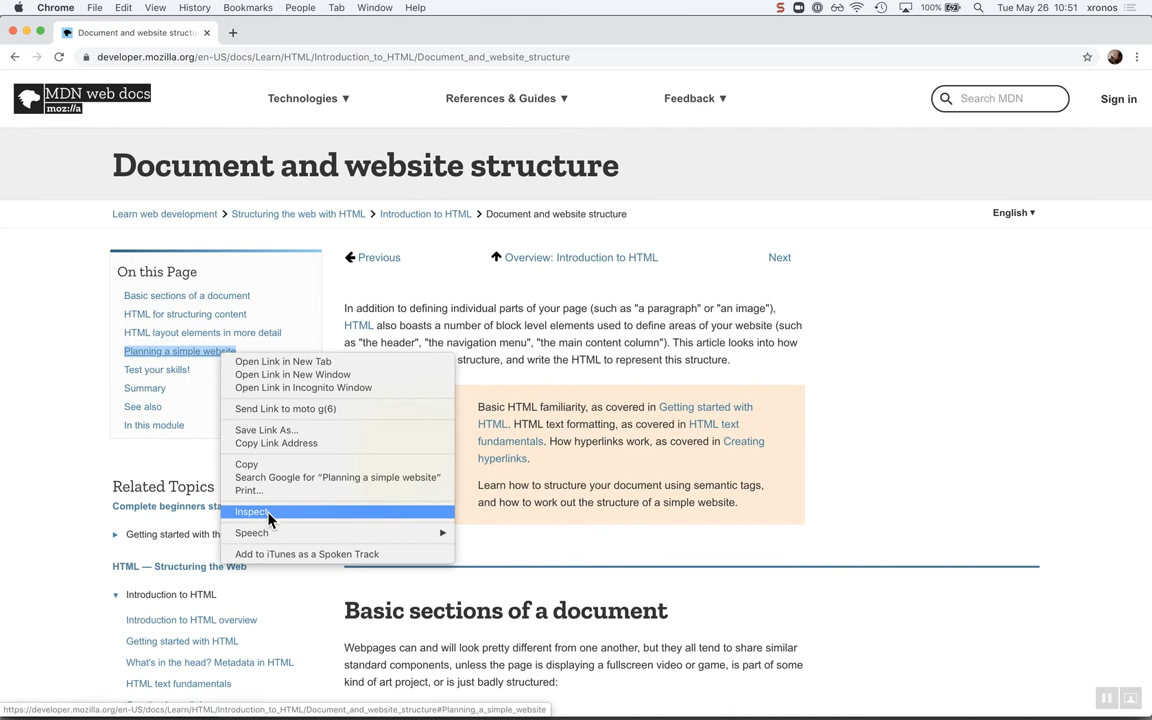 Chrome File Edit View History Bookmarks People Tab Window Help 100% Tue May 26 10:51 xronos
Document and website structu
developer.mozilla.org/en-US/docs/Learn/HTML/Introduction_to_HTML/Document_and_website_structure
MDN web docs
moz://a
Technologies ▼ References & Guides ▼ Feedback ▼ Search MDN Sign in
Document and website structure
Learn web development > Structuring the web with HTML > Introduction to HTML > Document and website structure English ▼
On this Page
Basic sections of a document
HTML for structuring content
HTML layout elements in more detail
Planning a simple website
Test your skills!
Summary
See also
In this module
Related Topics
Complete beginners sta
Getting started with th
HTML — Structuring the Web
Introduction to HTML
Introduction to HTML overview
Getting started with HTML
What's in the head? Metadata in HTML
HTML text fundamentals
Open Link in New Tab
Open Link in New Window
Open Link in Incognito Window
Send Link to moto g(6)
Save Link As...
Copy Link Address
Copy
Search Google for “Planning a simple website”
Print...
Inspect
Speech
Add to iTunes as a Spoken Track
Previous Overview: Introduction to HTML Next
In addition to defining individual parts of your page (such as "a paragraph" or "an image"),
HTML also boasts a number of block level elements used to define areas of your website (such
as "the header", "the navigation menu", "the main content column"). This article looks into how
structure, and write the HTML to represent this structure.
Basic HTML familiarity, as covered in Getting started with
HTML. HTML text formatting, as covered in HTML text
fundamentals. How hyperlinks work, as covered in Creating
hyperlinks.
Learn how to structure your document using semantic tags,
and how to work out the structure of a simple website.
Basic sections of a document
Webpages can and will look pretty different from one another, but they all tend to share similar
standard components, unless the page is displaying a fullscreen video or game, is part of some
kind of art project, or is just badly structured:
https://developer.mozilla.org/en-US/docs/Learn/HTML/Introduction_to_HTML/Document_and_website_structure#Planning_a_simple_website